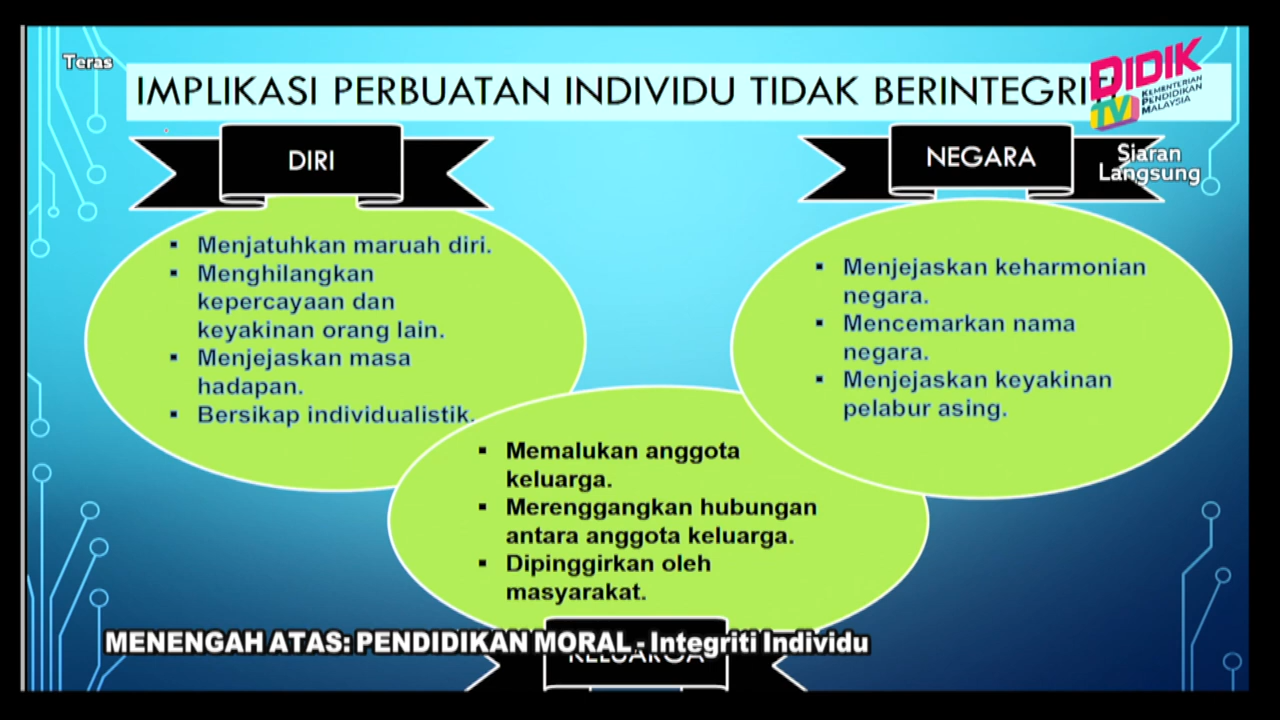 Teras
IMPLIKASI PERBUATAN INDIVIDU TIDAK BERINTEGRITI
DIDIK
TV
KEMENTERIAN
PENDIDIKAN
MALAYSIA
Siaran
Langsung
DIRI
▪ Menjatuhkan maruah diri.
▪ Menghilangkan
kepercayaan dan
keyakinan orang lain.
▪ Menjejaskan masa
hadapan.
▪ Bersikap individualistik.
NEGARA
▪ Menjejaskan keharmonian
negara.
▪ Mencemarkan nama
negara.
▪ Menjejaskan keyakinan
pelabur asing.
▪ Memalukan anggota
keluarga.
▪ Merenggangkan hubungan
antara anggota keluarga.
▪ Dipinggirkan oleh
masyarakat.
KELUARGA
MENENGAH ATAS: PENDIDIKAN MORAL - Integriti Individu